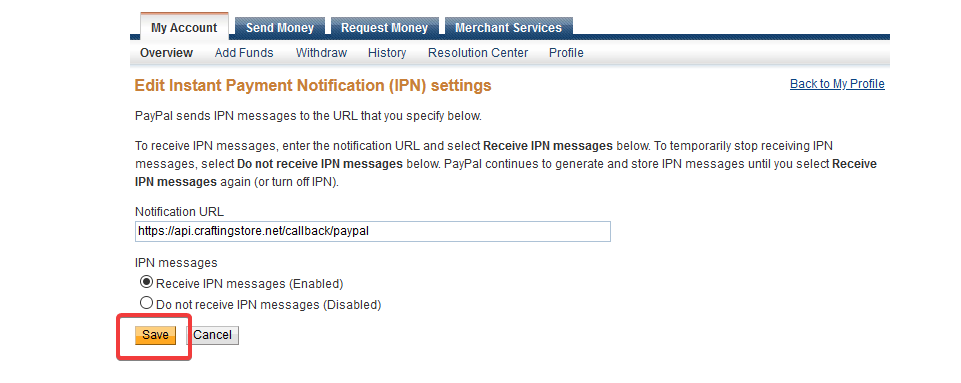 My Account Send Money Request Money Merchant Services
Overview Add Funds Withdraw History Resolution Center Profile
Edit Instant Payment Notification (IPN) settings Back to My Profile
PayPal sends IPN messages to the URL that you specify below.
To receive IPN messages, enter the notification URL and select Receive IPN messages below. To temporarily stop receiving IPN
messages, select Do not receive IPN messages below. PayPal continues to generate and store IPN messages until you select Receive
IPN messages again (or turn off IPN).
Notification URL
https://api.craftingstore.net/callback/paypal
IPN messages
Receive IPN messages (Enabled)
Do not receive IPN messages (Disabled)
Save Cancel